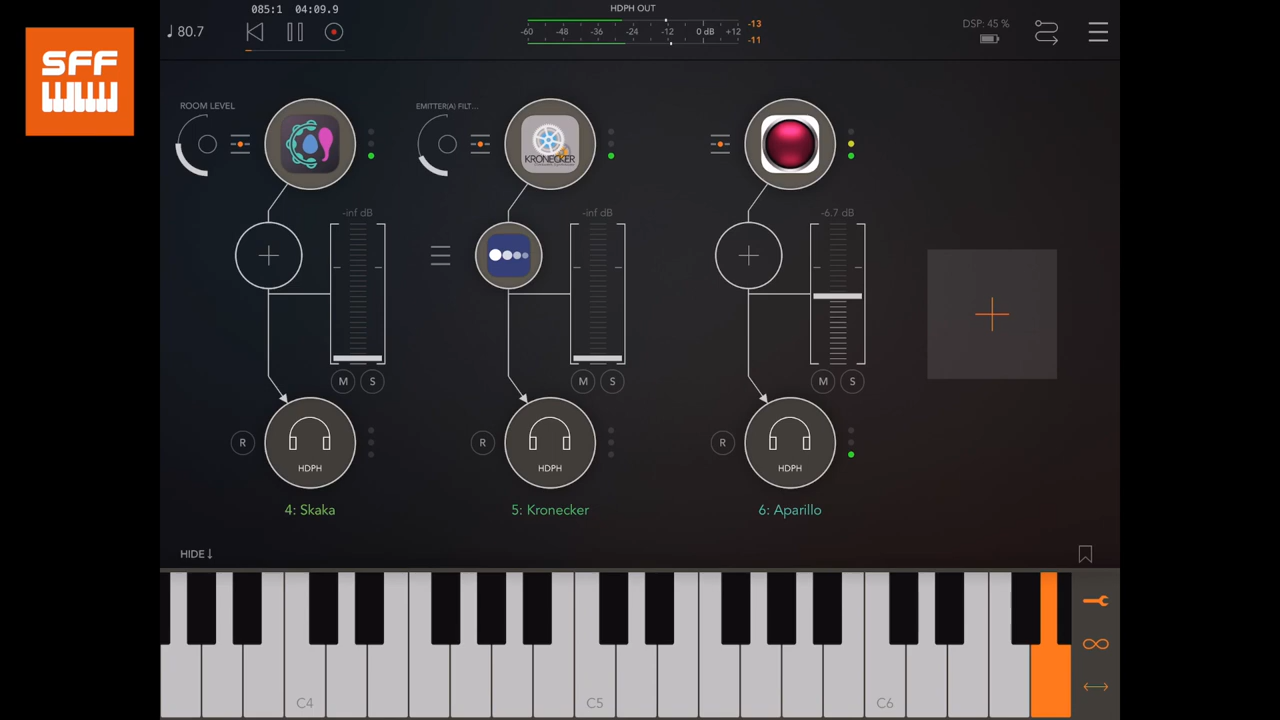 SFF
085:1 04:09.9
♩ 80.7
HDPH OUT
-60 -48 -36 -24 -12 0 dB +12
-13
-11
DSP: 45 %
ROOM LEVEL
EMITTER(A) FILT...
KRONECKER
-inf dB
-inf dB
-6.7 dB
M S
M S
M S
R HDPH
R HDPH
R HDPH
4: Skaka
5: Kronecker
6: Aparillo
HIDE↓
C4
C5
C6